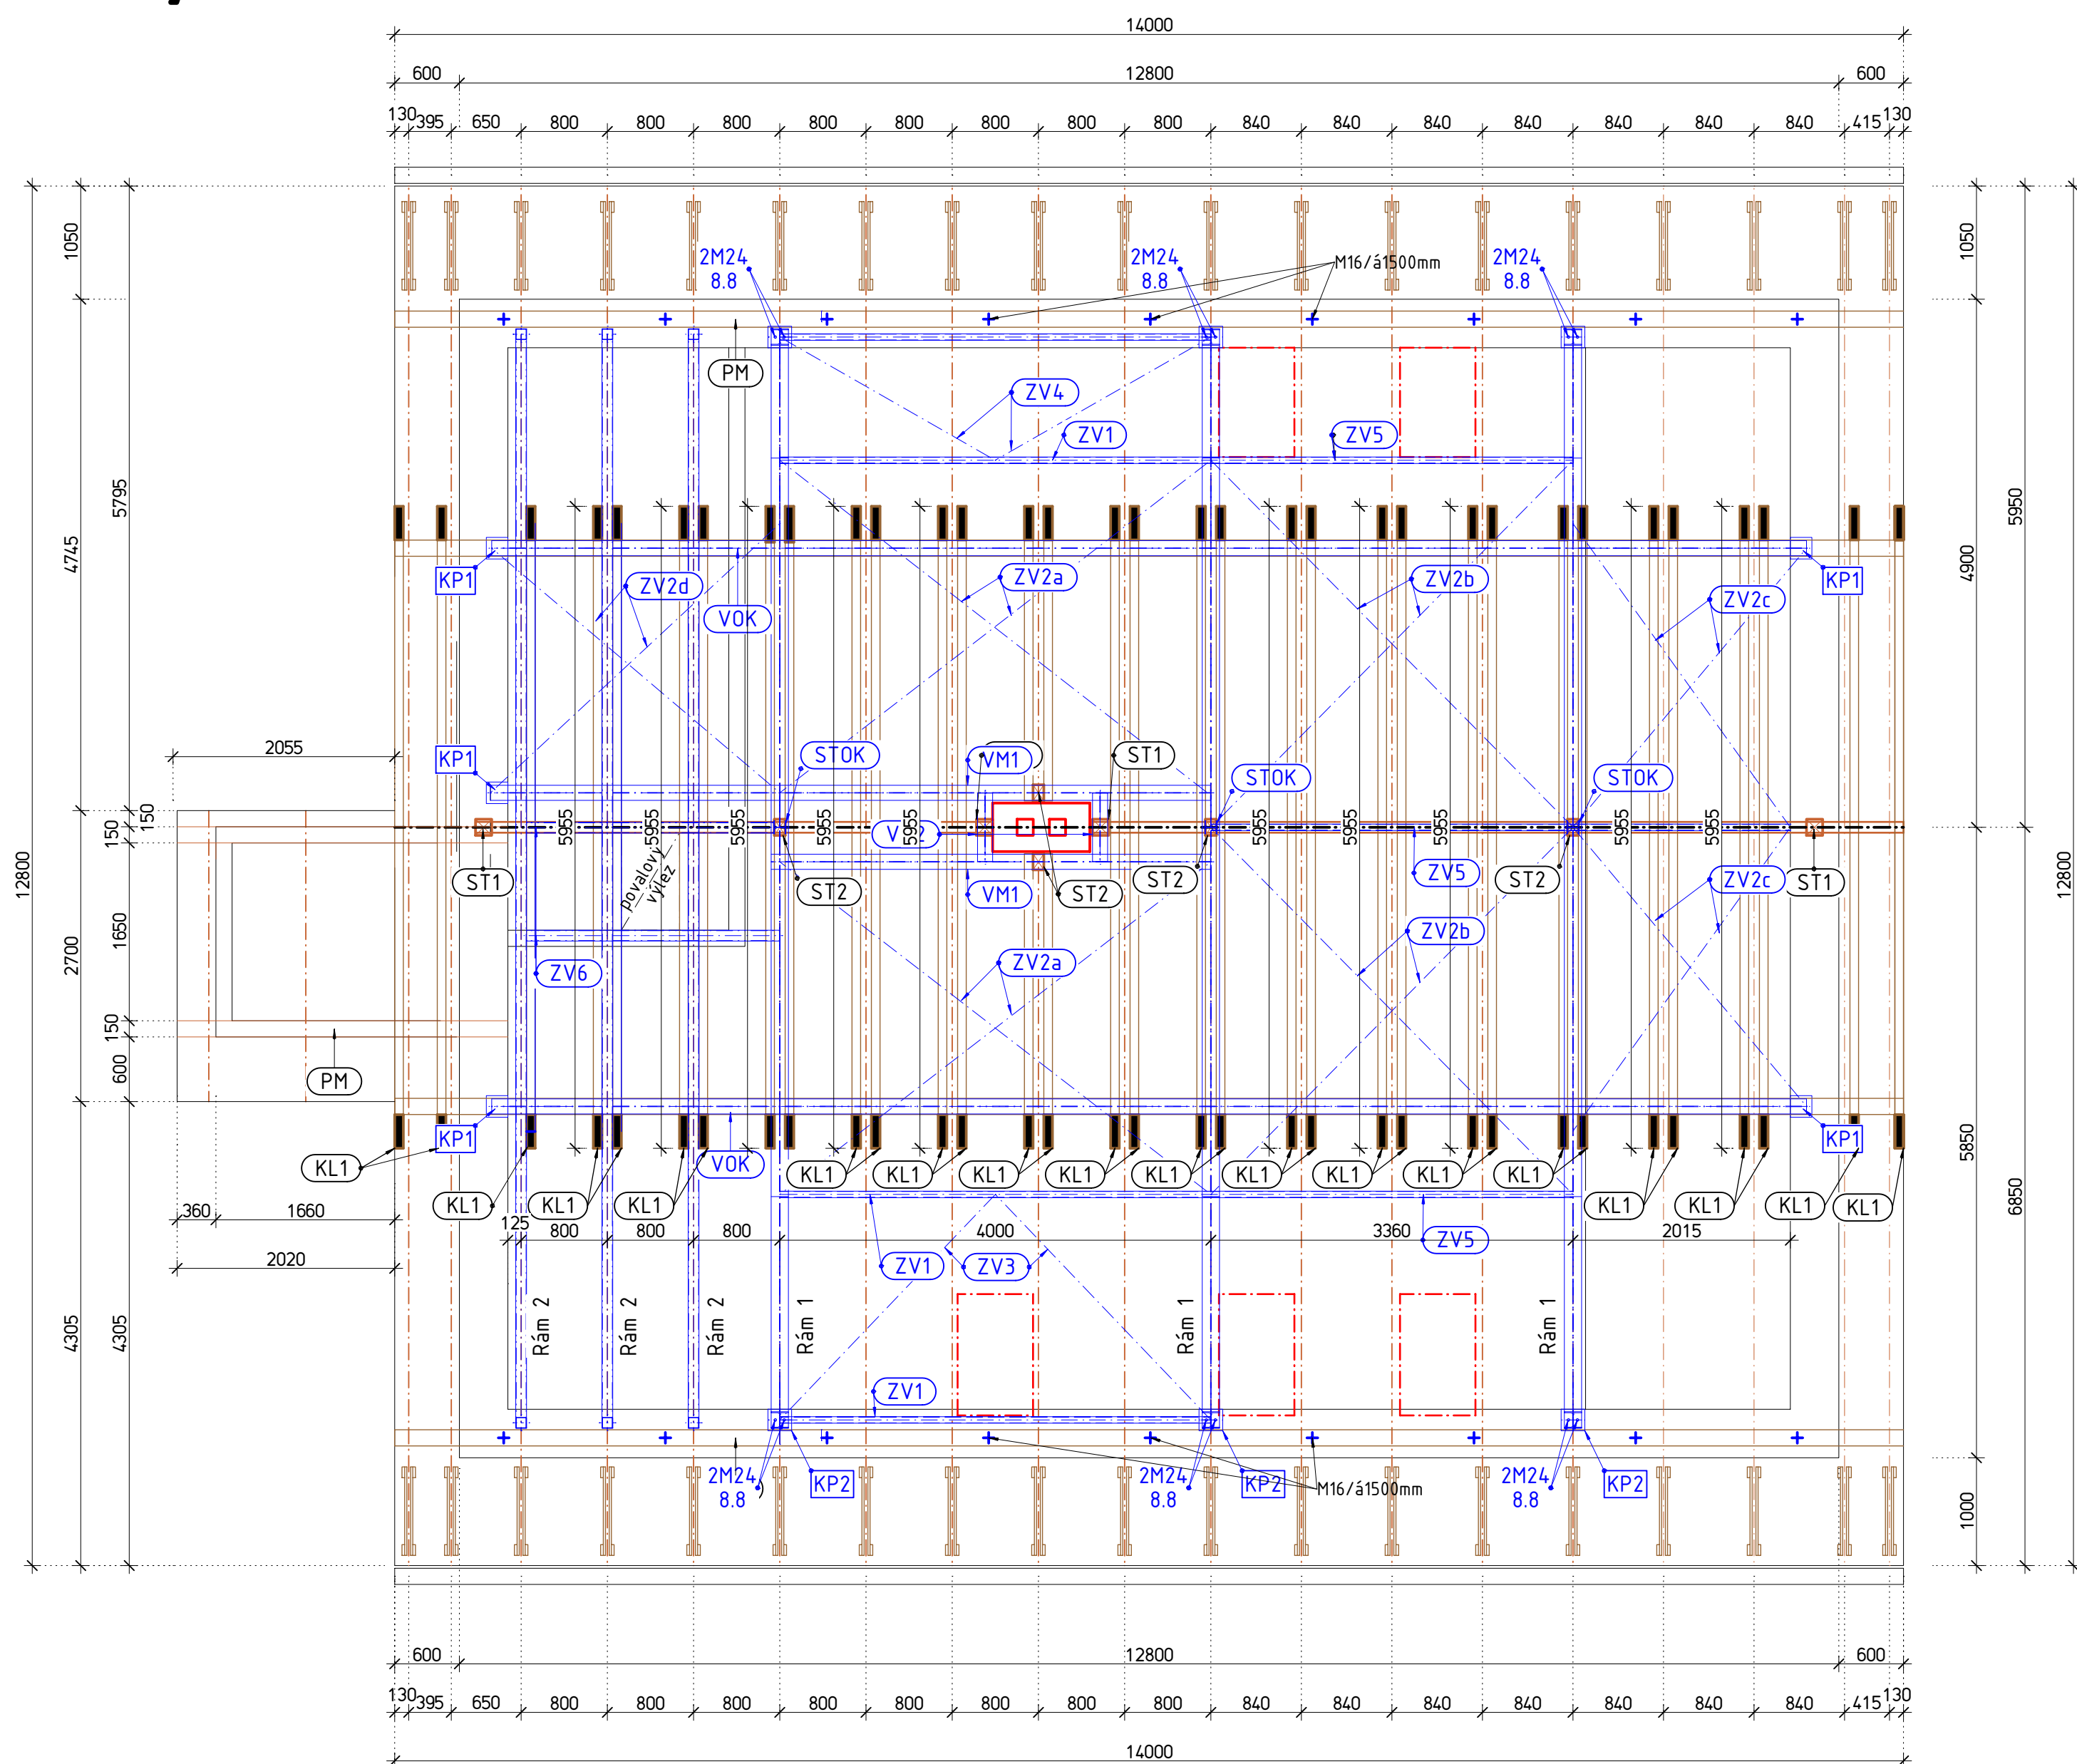 14000
600 12800 600
130 395 650 800 800 800 800 800 800 800 800 840 840 840 840 840 840 840 415 130
2M24
8.8
2M24
8.8
2M24
8.8
M16/á1500mm
1050
1050
PM
ZV4
ZV1
ZV5
5795
5950
4745
4900
KP1
ZV2d
ZV2a
ZV2b
ZV2c
KP1
VOK
2055
KP1
STOK
VM1
ST1
STOK
STOK
150
150
5955 5955 5955 5955 5955 5955 5955 5955 5955 5955
12800
12800
ST1
povalový
výlez
ST2
VM1
ST2
ST2
ZV5
ST2
ZV2c
ST1
1650
2700
ZV6
ZV2a
ZV2b
150
600
PM
KP1
KL1
VOK
KP1
KL1 KL1 KL1 KL1 KL1 KL1 KL1 KL1 KL1
KL1 KL1 KL1 KL1 KL1 KL1 KL1
5850
6850
360 1660
125 800 800 800 4000 3360 2015
2020
ZV1
ZV3
ZV5
4305
4305
Rám 2
Rám 2
Rám 2
Rám 1
Rám 1
Rám 1
ZV1
2M24
8.8
KP2
2M24
8.8
KP2
M16/á1500mm
2M24
8.8
KP2
1000
600 12800 600
130 395 650 800 800 800 800 800 800 800 800 840 840 840 840 840 840 840 415 130
14000